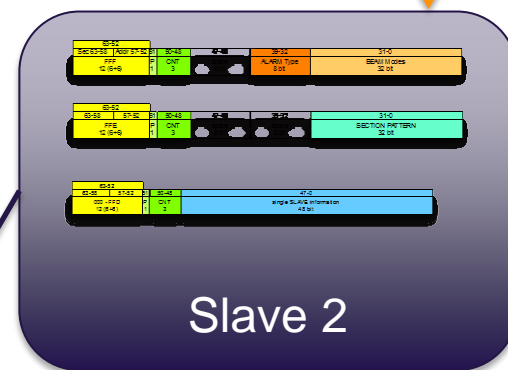 63-52
Sec 63-58 Addr 57-52 51 50-48 47-40 39-32 31-0
FFF P CNT ALARM Type BEAM Modes
12 (6+6) 1 3 8 bit 32 bit
63-52
63-58 57-52 51 50-48 47-40 39-32 31-0
FFE P CNT SECTION PATTERN
12 (6+6) 1 3 32 bit
63-52
63-58 57-52 51 50-48 47-0
000 - FFD P CNT single SLAVE information
12 (6+6) 1 3 48 bit
Slave 2